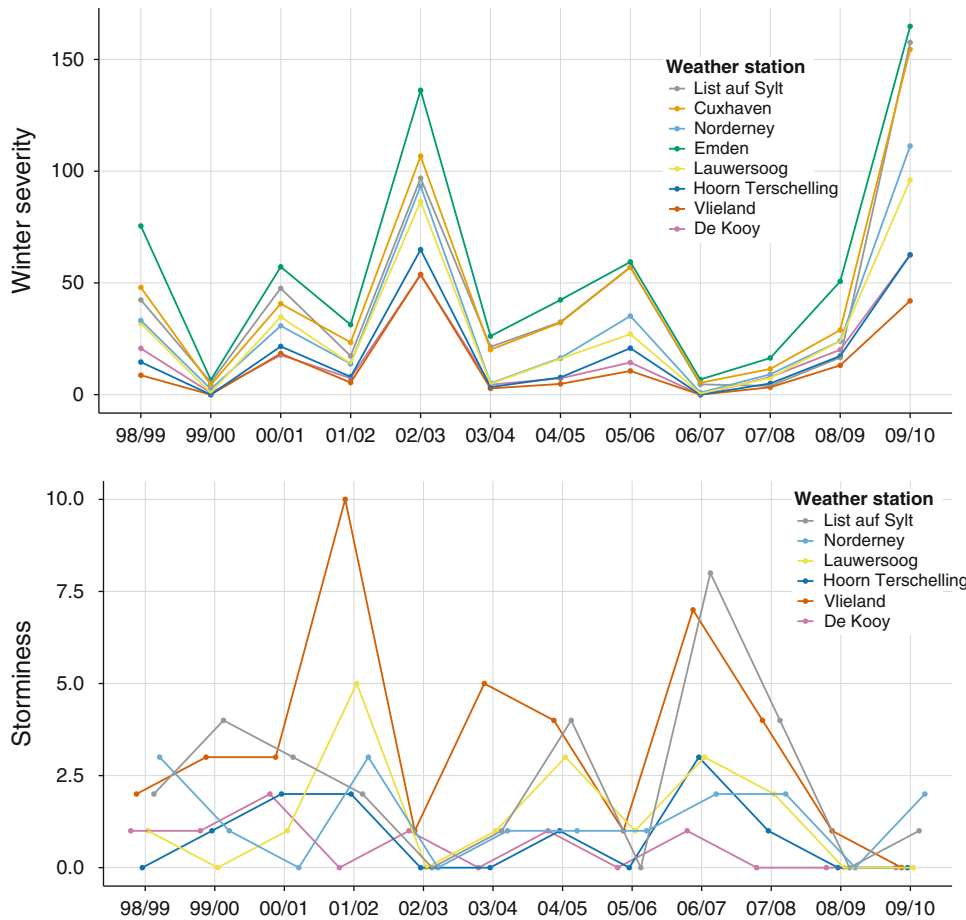 Winter severity
150
100
50
0
Weather station
List auf Sylt
Cuxhaven
Norderney
Emden
Lauwersoog
Hoorn Terschelling
Vlieland
De Kooy
98/99 99/00 00/01 01/02 02/03 03/04 04/05 05/06 06/07 07/08 08/09 09/10
Storminess
10.0
7.5
5.0
2.5
0.0
Weather station
List auf Sylt
Norderney
Lauwersoog
Hoorn Terschelling
Vlieland
De Kooy
98/99 99/00 00/01 01/02 02/03 03/04 04/05 05/06 06/07 07/08 08/09 09/10